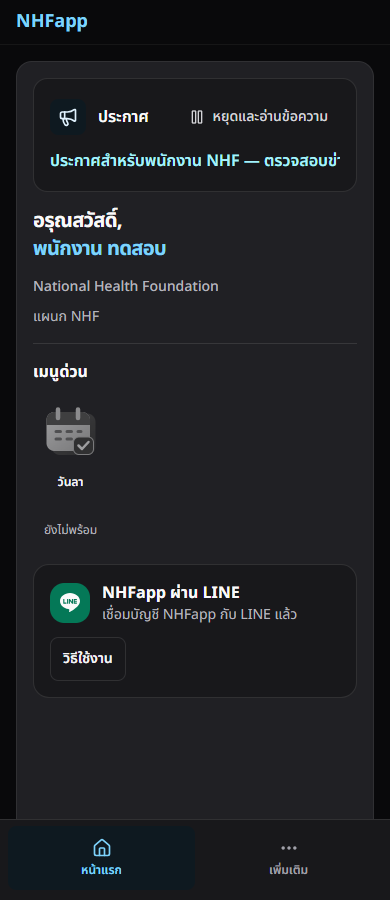 NHFapp
ประกาศ
หยุดและอ่านข้อความ
ประกาศสำหรับพนักงาน NHF — ตรวจสอบ
อรุณสวัสดิ์,
พนักงาน ทดสอบ
National Health Foundation
แผนก NHF
เมนูด่วน
วันลา
ยังไม่พร้อม
LINE
NHFapp ผ่าน LINE
เชื่อมบัญชี NHFapp กับ LINE แล้ว
วิธีใช้งาน
หน้าแรก
เพิ่มเติม